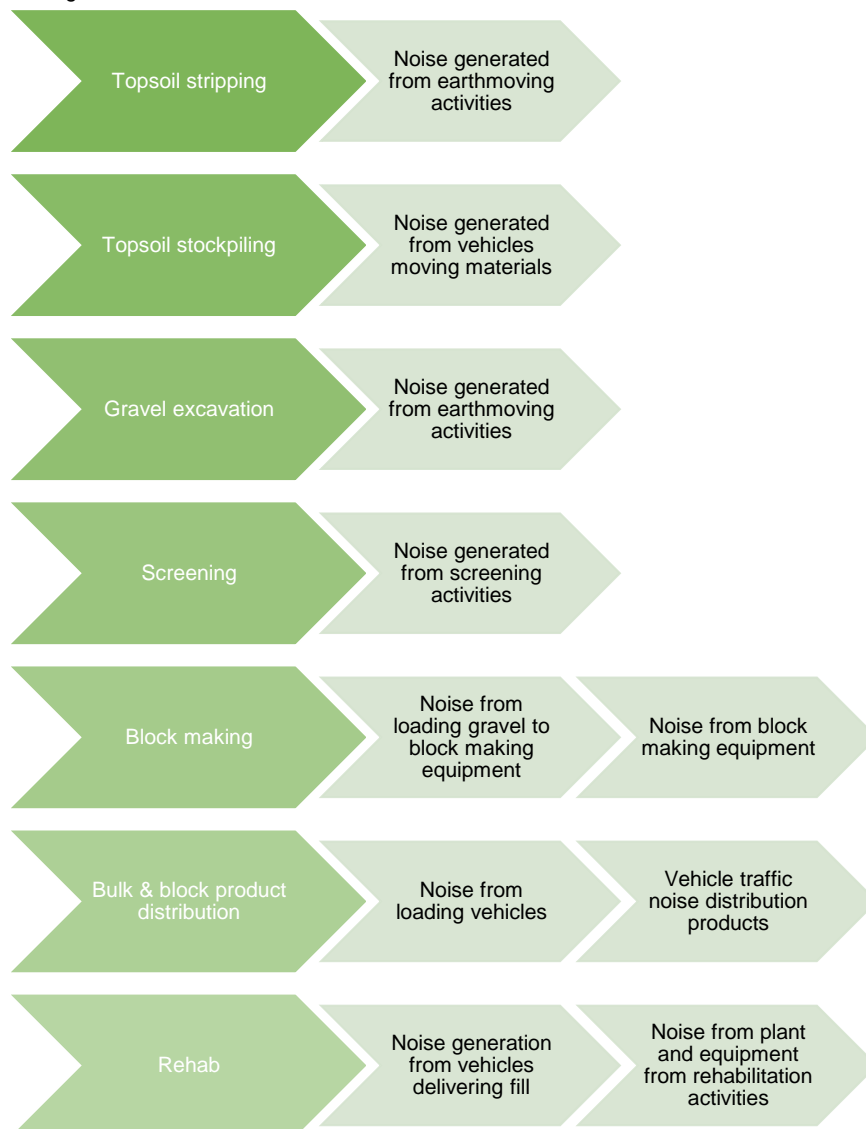 Topsoil stripping
Noise generated
from earthmoving
activities
Topsoil stockpiling
Noise generated
from vehicles
moving materials
Gravel excavation
Noise generated
from earthmoving
activities
Screening
Noise generated
from screening
activities
Block making
Noise from
loading gravel to
block making
equipment
Noise from block
making equipment
Bulk & block product
distribution
Noise from
loading vehicles
Vehicle traffic
noise distribution
products
Rehab
Noise generation
from vehicles
delivering fill
Noise from plant
and equipment
from rehabilitation
activities